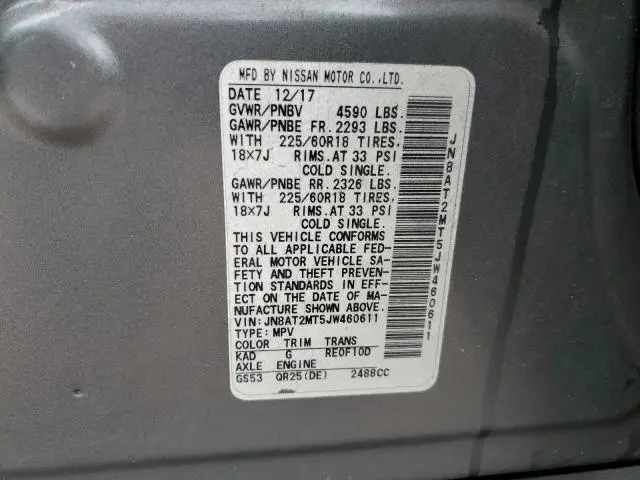 MFD BY NISSAN MOTOR CO.,LTD.
DATE 12/17
GVWR/PNBV 4590 LBS.
GAWR/PNBE FR. 2293 LBS.
WITH 225/60R18 TIRES,
18X7J RIMS. AT 33 PSI
COLD SINGLE.
GAWR/PNBE RR. 2326 LBS.
WITH 225/60R18 TIRES,
18X7J RIMS. AT 33 PSI
COLD SINGLE.
THIS VEHICLE CONFORMS
TO ALL APPLICABLE FED-
ERAL MOTOR VEHICLE SA-
FETY AND THEFT PREVEN-
TION STANDARDS IN EFF-
ECT ON THE DATE OF MA-
NUFACTURE SHOWN ABOVE.
VIN: JN8AT2MT5JW460611
TYPE: MPV
COLOR TRIM TRANS
KAD G RE0F10D
AXLE ENGINE
GS53 QR25(DE) 2488CC
JN8AT2MT5JW460611